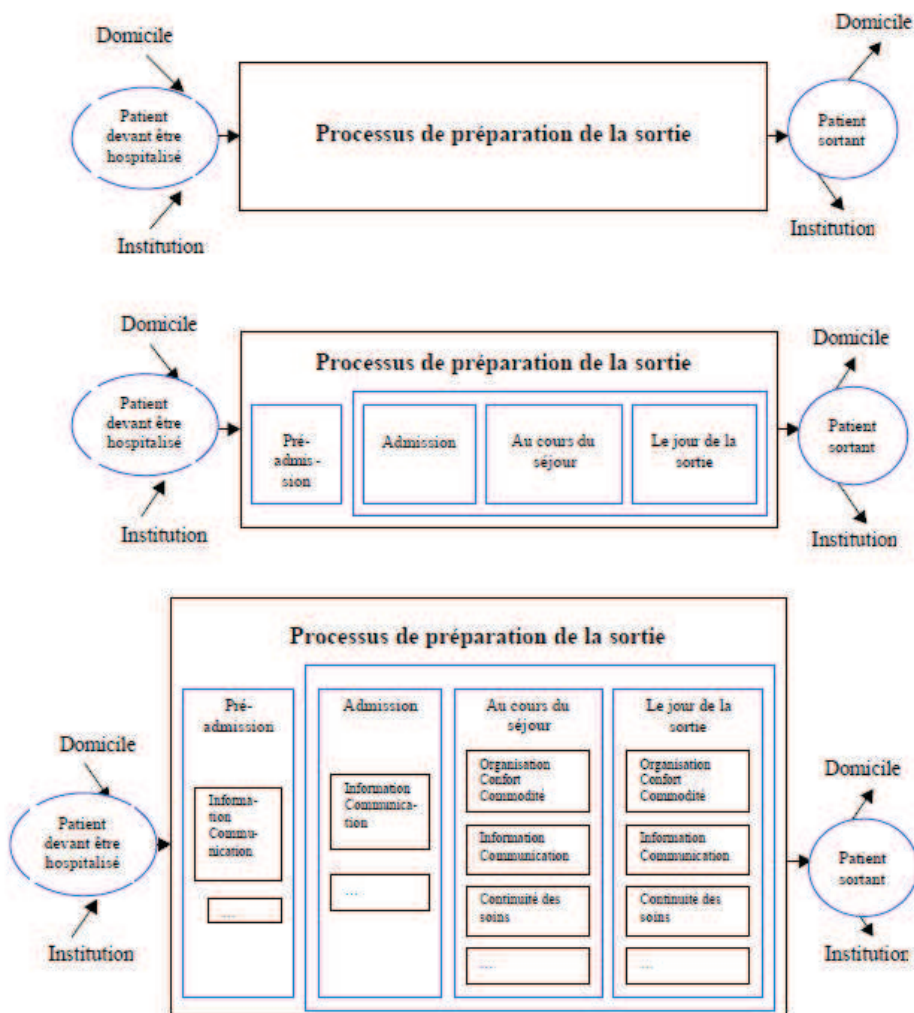 Domicile
Patient
devant être
hospitalisé
Institution
Processus de préparation de la sortie
Domicile
Patient
sortant
Institution
Domicile
Patient
devant être
hospitalisé
Institution
Processus de préparation de la sortie
Pré-
admis-
sion
Admission
Au cours du
séjour
Le jour de la
sortie
Domicile
Patient
sortant
Institution
Domicile
Patient
devant être
hospitalisé
Institution
Processus de préparation de la sortie
Pré-
admission
Informa-
tion
Commu-
nication
...
Admission
Information
Communica-
tion
...
Au cours du
séjour
Organisation
Confort
Commodité
Information
Communication
Continuité des
soins
...
Le jour de la
sortie
Organisation
Confort
Commodité
Information
Communication
Continuité des
soins
...
Domicile
Patient
sortant
Institution